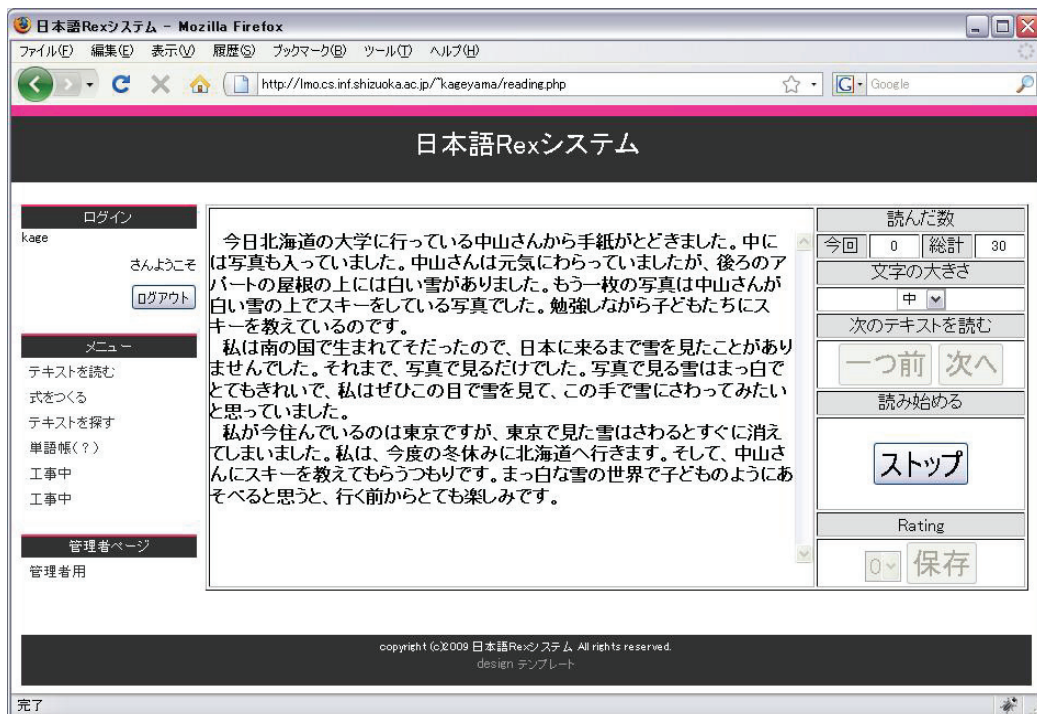 日本語Rexシステム - Mozilla Firefox
ファイル(F) 編集(E) 表示(V) 履歴(S) ブックマーク(B) ツール(T) ヘルプ(H)
http://lmo.cs.inf.shizuoka.ac.jp/~kageyama/reading.php
G Google
日本語Rexシステム
ログイン
kage
さんようこそ
ログアウト
メニュー
テキストを読む
式をつくる
テキストを探す
単語帳(?)
工事中
工事中
管理者ページ
管理者用
今日北海道の大学に行っている中山さんから手紙がとどきました。中に
は写真も入っていました。中山さんは元気にわらっていましたが、後ろのア
パートの屋根の上には白い雪がありました。もう一枚の写真は中山さんが
白い雪の上でスキーをしている写真でした。勉強しながら子どもたちにス
キーを教えているのです。
私は南の国で生まれてそだったので、日本に来るまで雪を見たことがあり
ませんでした。それまで、写真で見るだけでした。写真で見る雪はまっ白で
とてもきれいで、私はぜひこの目で雪を見て、この手で雪にさわってみたい
と思っていました。
私が今住んでいるのは東京ですが、東京で見た雪はさわるとすぐに消え
てしまいました。私は、今度の冬休みに北海道へ行きます。そして、中山さ
んにスキーを教えてもらうつもりです。まっ白な雪の世界で子どものようにあ
そべると思うと、行く前からとても楽しみです。
読んだ数
今回 0 総計 30
文字の大きさ
中
次のテキストを読む
一つ前 次へ
読み始める
ストップ
Rating
0 保存
copyright (c)2009 日本語Rexシステム All rights reserved.
design テンプレート
完了